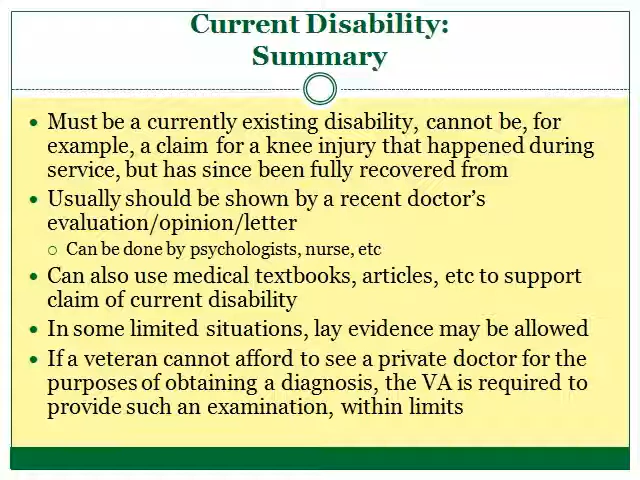 Current Disability:
Summary
• Must be a currently existing disability, cannot be, for
example, a claim for a knee injury that happened during
service, but has since been fully recovered from
• Usually should be shown by a recent doctor's
evaluation/opinion/letter
○ Can be done by psychologists, nurse, etc
• Can also use medical textbooks, articles, etc to support
claim of current disability
• In some limited situations, lay evidence may be allowed
• If a veteran cannot afford to see a private doctor for the
purposes of obtaining a diagnosis, the VA is required to
provide such an examination, within limits